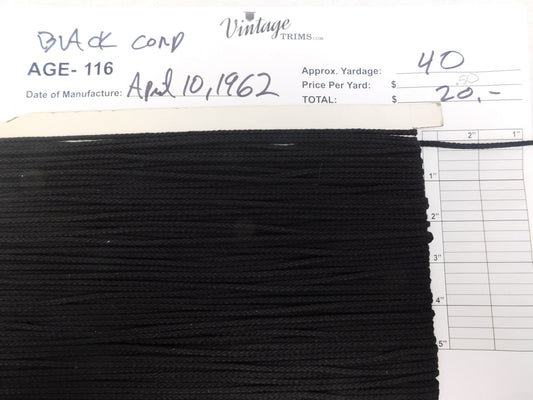 Vintage
TRIMS.COM
BLACK CORD
AGE- 116
Date of Manufacture: April 10, 1962
Approx. Yardage: 40
Price Per Yard: $ .50
TOTAL: $ 20.-
2" 1"
1"
2"
3"
4"
5"